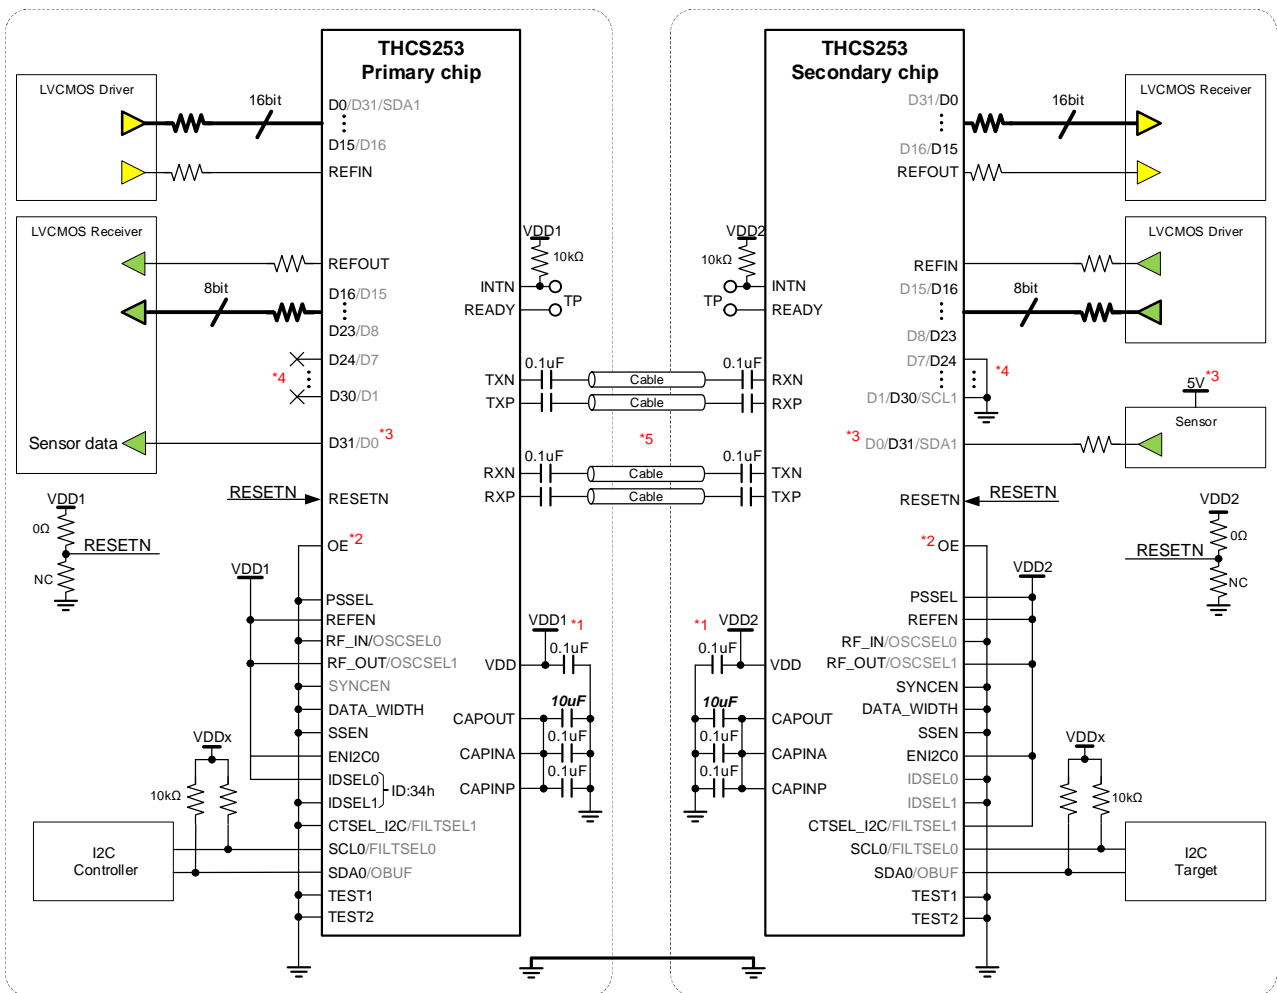 THCS253
Primary chip
LVCMOS Driver
16bit
D0/D31/SDA1
D15/D16
REFIN
LVCMOS Receiver
REFOUT
8bit
D16/D15
D23/D8
D24/D7
*4
D30/D1
Sensor data
D31/D0 *3
RESETN
RESETN
VDD1
0Ω
RESETN
NC
OE *2
VDD1
PSSEL
REFEN
RF_IN/OSCSEL0
RF_OUT/OSCSEL1
SYNCEN
DATA_WIDTH
SSEN
ENI2C0
IDSEL0
IDSEL1
ID:34h
CTSEL_I2C/FILTSEL1
SCL0/FILTSEL0
SDA0/OBUF
TEST1
TEST2
VDDx
10kΩ
I2C
Controller
VDD1
10kΩ
INTN
READY
TP
TXN
TXP
0.1uF
Cable
Cable
0.1uF
*5
RXN
RXP
0.1uF
Cable
Cable
0.1uF
VDD1 *1
0.1uF
VDD
10uF
CAPOUT
0.1uF
CAPINA
0.1uF
CAPINP
THCS253
Secondary chip
VDD2
10kΩ
TP
INTN
READY
RXN
RXP
TXN
TXP
*1 VDD2
0.1uF
VDD
10uF
CAPOUT
0.1uF
CAPINA
0.1uF
CAPINP
D31/D0
16bit
LVCMOS Receiver
D16/D15
REFOUT
LVCMOS Driver
REFIN
D15/D16
8bit
D8/D23
D7/D24
*4
D1/D30/SCL1
5V *3
Sensor
*3 D0/D31/SDA1
RESETN
RESETN
VDD2
0Ω
RESETN
NC
*2 OE
VDD2
PSSEL
REFEN
RF_IN/OSCSEL0
RF_OUT/OSCSEL1
SYNCEN
DATA_WIDTH
SSEN
ENI2C0
IDSEL0
IDSEL1
CTSEL_I2C/FILTSEL1
SCL0/FILTSEL0
SDA0/OBUF
TEST1
TEST2
VDDx
10kΩ
I2C
Target